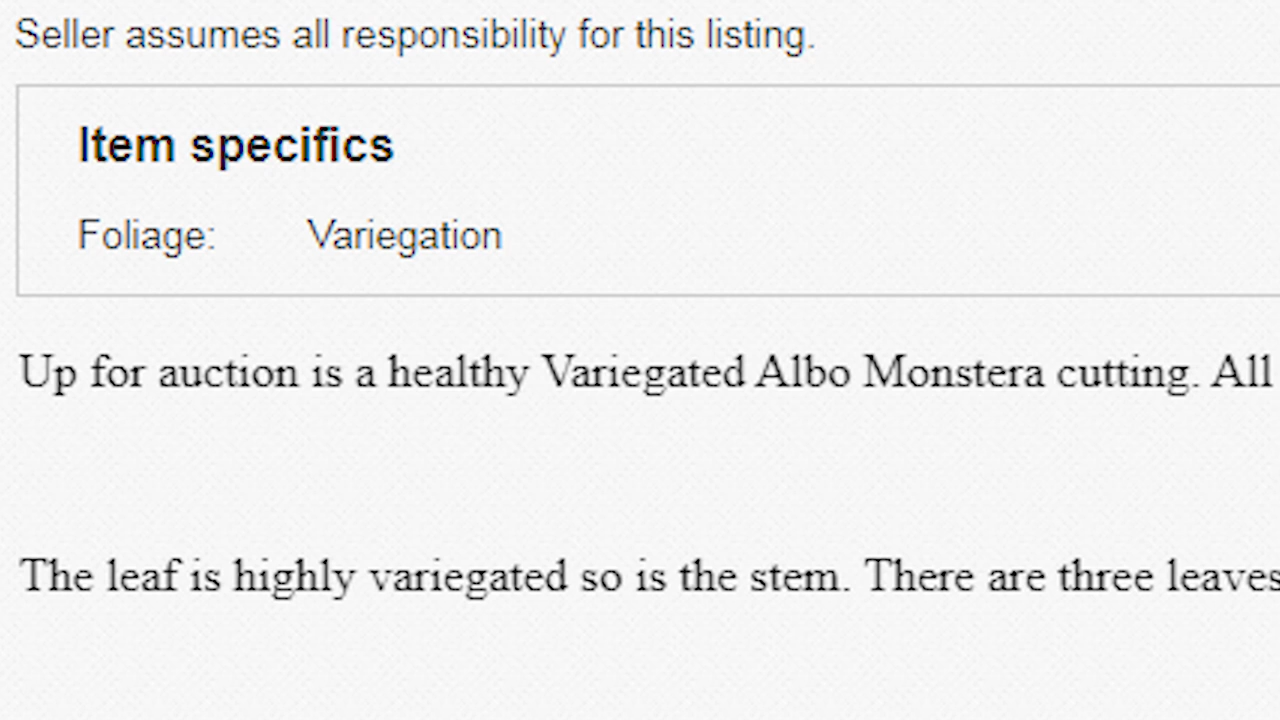 Seller assumes all responsibility for this listing.
Item specifics
Foliage: Variegation
Up for auction is a healthy Variegated Albo Monstera cutting. All
The leaf is highly variegated so is the stem. There are three leaves